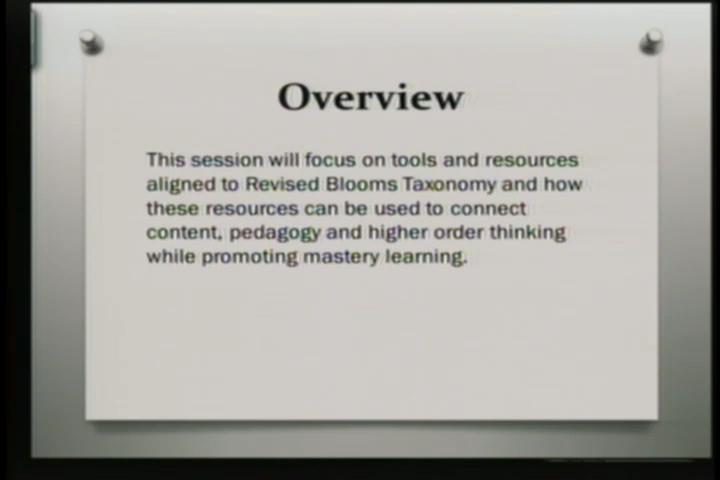 Overview
This session will focus on tools and resources
aligned to Revised Blooms Taxonomy and how
these resources can be used to connect
content, pedagogy and higher order thinking
while promoting mastery learning.